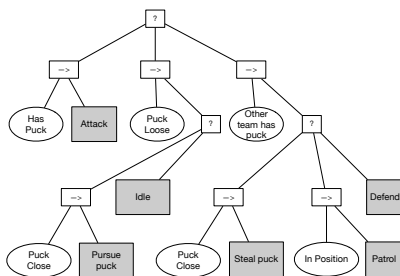 ?
—>
—>
—>
Has
Puck
Attack
Puck
Loose
?
Other
team has
puck
?
—>
Idle
—>
—>
Defend
Puck
Close
Pursue
puck
Puck
Close
Steal puck
In Position
Patrol